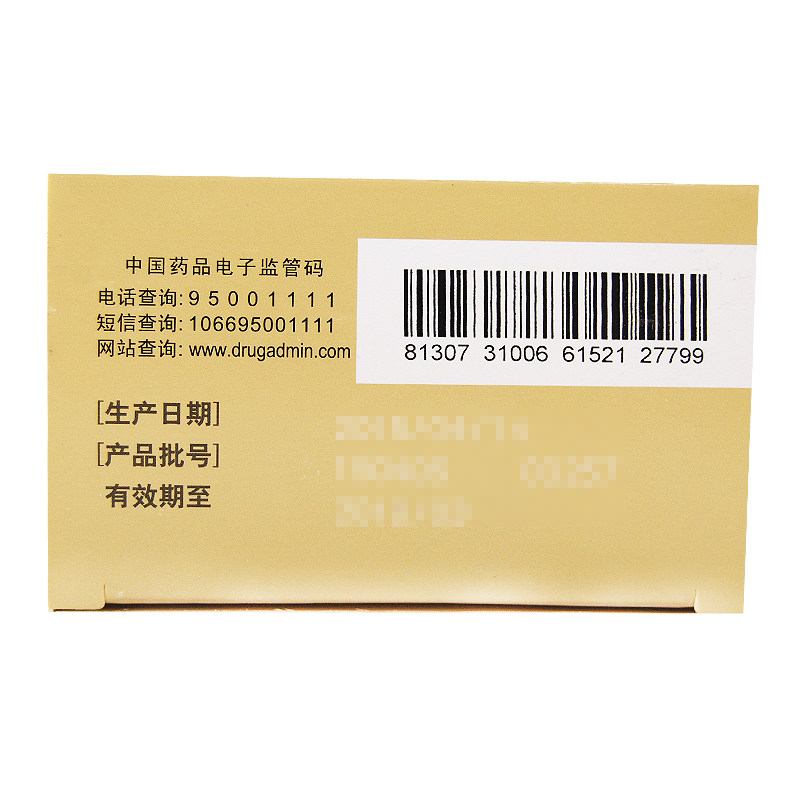 中国药品电子监管码
电话查询: 95001111
短信查询: 106695001111
网站查询: www.drugadmin.com
81307 31006 61521 27799
[生产日期]
[产品批号]
有效期至